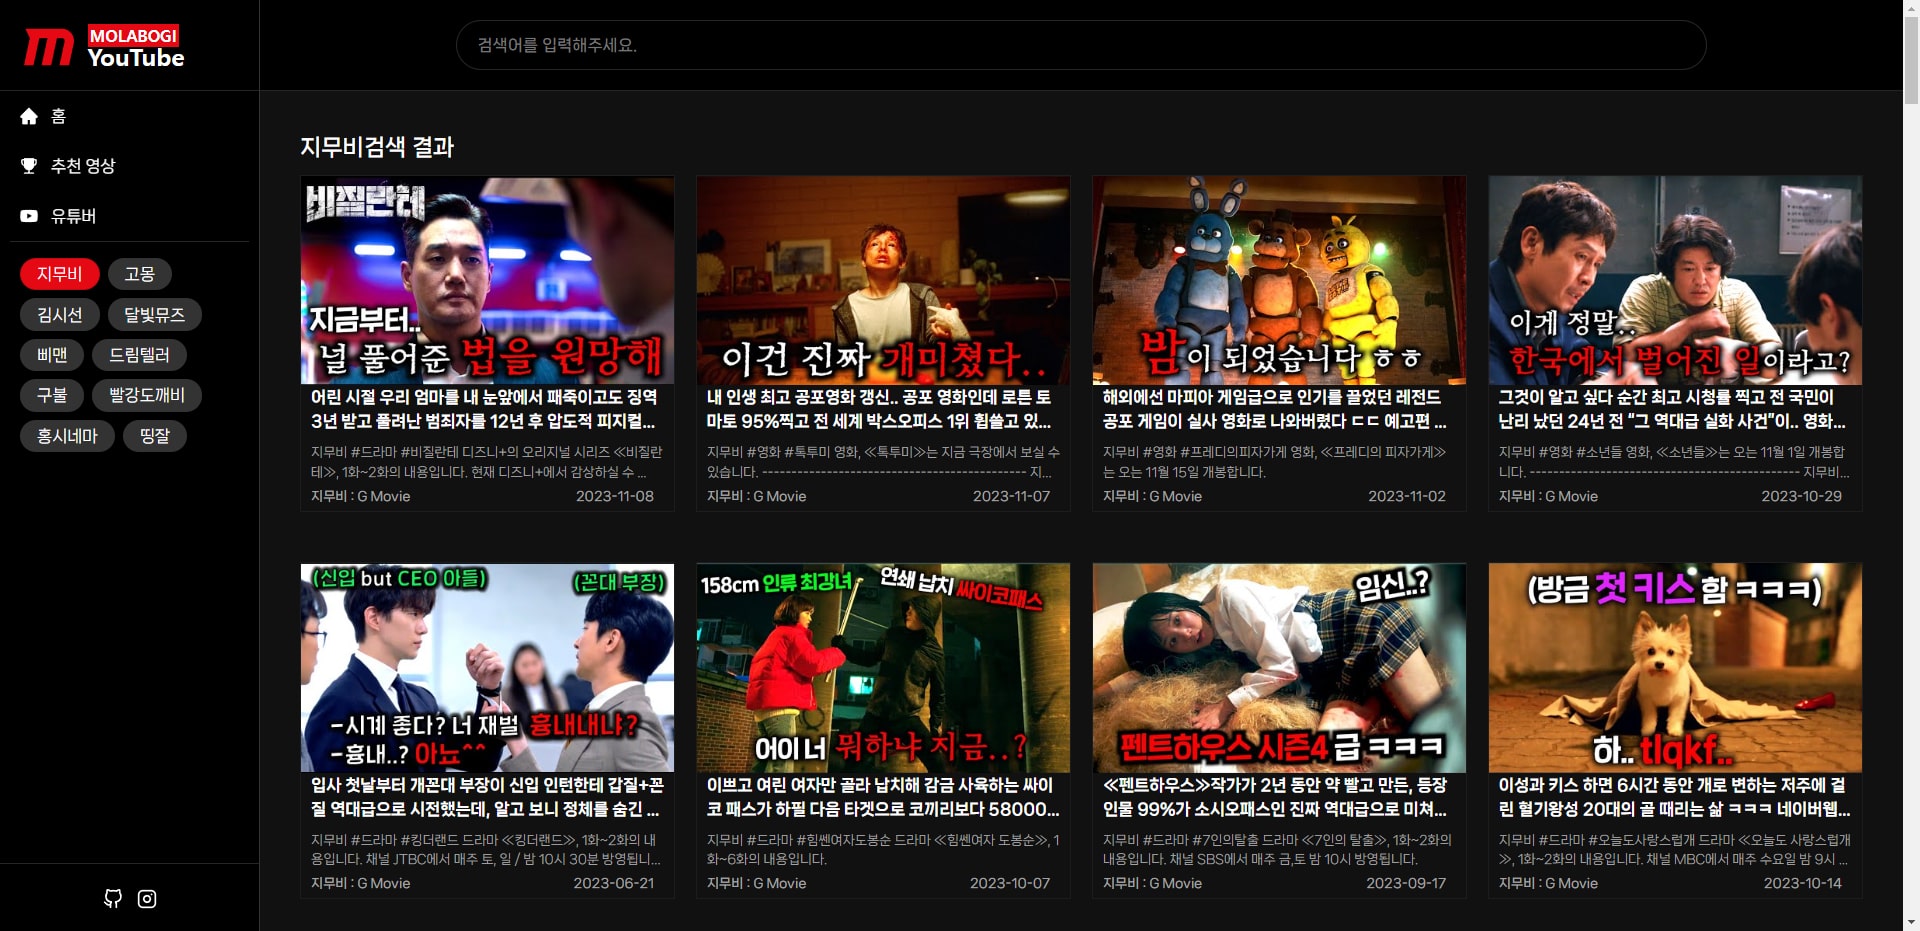 MOLABOGI
YouTube
검색어를 입력해주세요.
홈
추천 영상
유튜버
지무비
고몽
김시선
달빛뮤즈
삐맨
드림텔러
구불
빨강도깨비
홍시네마
띵잘
지무비검색 결과
비질란테
지금부터..
널 풀어준 법을 원망해
어린 시절 우리 엄마를 내 눈앞에서 패죽이고도 징역
3년 받고 풀려난 범죄자를 12년 후 압도적 피지컬...
지무비 #드라마 #비질란테 디즈니+의 오리지널 시리즈 ≪비질란
테≫, 1화~2화의 내용입니다. 현재 디즈니+에서 감상하실 수 ...
지무비 : G Movie
2023-11-08
이건 진짜 개미쳤다..
내 인생 최고 공포영화 갱신.. 공포 영화인데 로튼 토
마토 95%찍고 전 세계 박스오피스 1위 휩쓸고 있...
지무비 #영화 #톡투미 영화, ≪톡투미≫는 지금 극장에서 보실 수
있습니다. -------------------------------------------- 지...
지무비 : G Movie
2023-11-07
밤이 되었습니다 ㅎㅎ
해외에선 마피아 게임급으로 인기를 끌었던 레전드
공포 게임이 실사 영화로 나와버렸다 ㄷㄷ 예고편 ...
지무비 #영화 #프레디의피자가게 영화, ≪프레디의 피자가게≫
는 오는 11월 15일 개봉합니다.
지무비 : G Movie
2023-11-02
이게 정말..
한국에서 벌어진 일이라고?
그것이 알고 싶다 순간 최고 시청률 찍고 전 국민이
난리 났던 24년 전 “그 역대급 실화 사건”이.. 영화...
지무비 #영화 #소년들 영화, ≪소년들≫는 오는 11월 1일 개봉합
니다. --------------------------------------------- 지무비...
지무비 : G Movie
2023-10-29
(신입 but CEO 아들)
(꼰대 부장)
-시계 좋다? 너 재벌 흉내내냐?
-흉내..? 아뇨^^
입사 첫날부터 개꼰대 부장이 신입 인턴한테 갑질+꼰
질 역대급으로 시전했는데, 알고 보니 정체를 숨긴 ...
지무비 #드라마 #킹더랜드 드라마 ≪킹더랜드≫, 1화~2화의 내
용입니다. 채널 JTBC에서 매주 토, 일 / 밤 10시 30분 방영됩니...
지무비 : G Movie
2023-06-21
158cm 인류 최강녀
연쇄 납치 싸이코패스
어이 너 뭐하냐 지금..?
이쁘고 여린 여자만 골라 납치해 감금 사육하는 싸이
코 패스가 하필 다음 타겟으로 코끼리보다 58000...
지무비 #드라마 #힘쎈여자도봉순 드라마 ≪힘쎈여자 도봉순≫, 1
화~6화의 내용입니다.
지무비 : G Movie
2023-10-07
임신..?
펜트하우스 시즌4 급 ㅋㅋㅋ
≪펜트하우스≫작가가 2년 동안 약 빨고 만든, 등장
인물 99%가 소시오패스인 진짜 역대급으로 미쳐...
지무비 #드라마 #7인의탈출 드라마 ≪7인의 탈출≫, 1화~2화의
내용입니다. 채널 SBS에서 매주 금,토 밤 10시 방영됩니다.
지무비 : G Movie
2023-09-17
(방금 첫 키스 함 ㅋㅋㅋ)
하.. tlqkf..
이성과 키스 하면 6시간 동안 개로 변하는 저주에 걸
린 혈기왕성 20대의 골 때리는 삶 ㅋㅋㅋ 네이버웹...
지무비 #드라마 #오늘도사랑스럽개 드라마 ≪오늘도 사랑스럽개
≫, 1화~2화의 내용입니다. 채널 MBC에서 매주 수요일 밤 9시 ...
지무비 : G Movie
2023-10-14